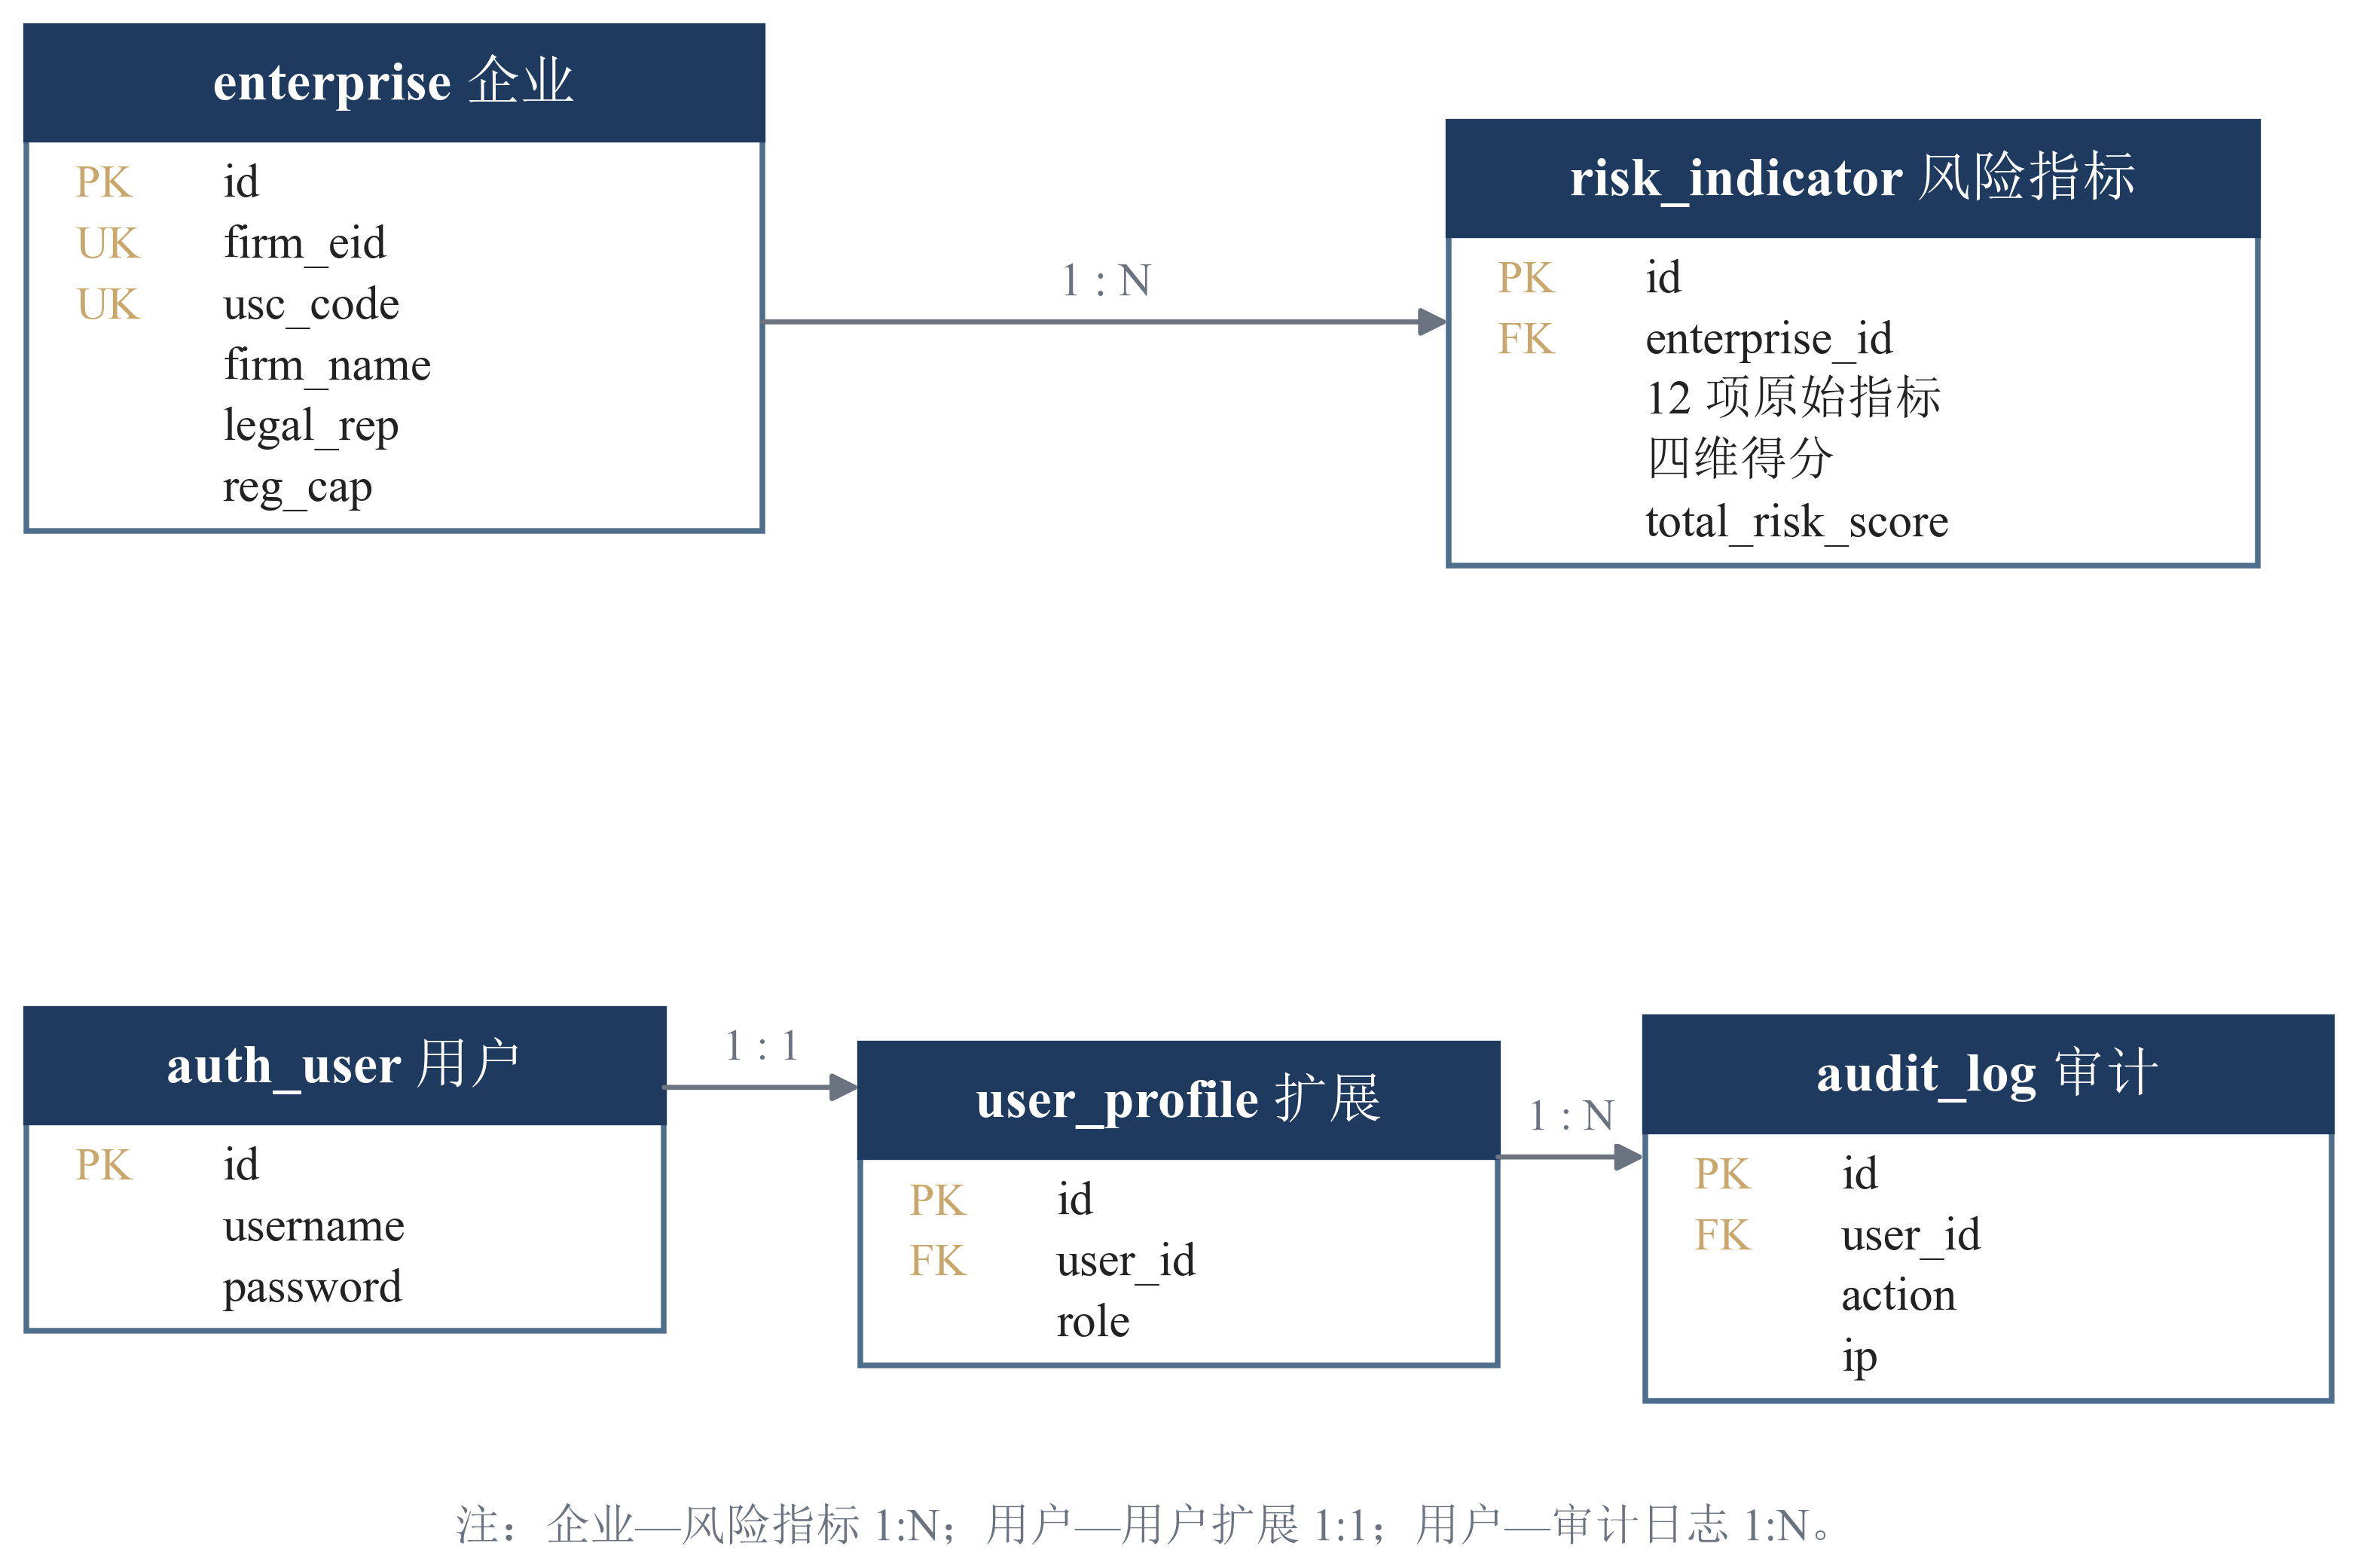 enterprise 企业
PK id
UK firm_eid
UK usc_code
firm_name
legal_rep
reg_cap
1 : N
risk_indicator 风险指标
PK id
FK enterprise_id
12 项原始指标
四维得分
total_risk_score
auth_user 用户
PK id
username
password
1 : 1
user_profile 扩展
PK id
FK user_id
role
1 : N
audit_log 审计
PK id
FK user_id
action
ip
注：企业—风险指标 1:N；用户—用户扩展 1:1；用户—审计日志 1:N。